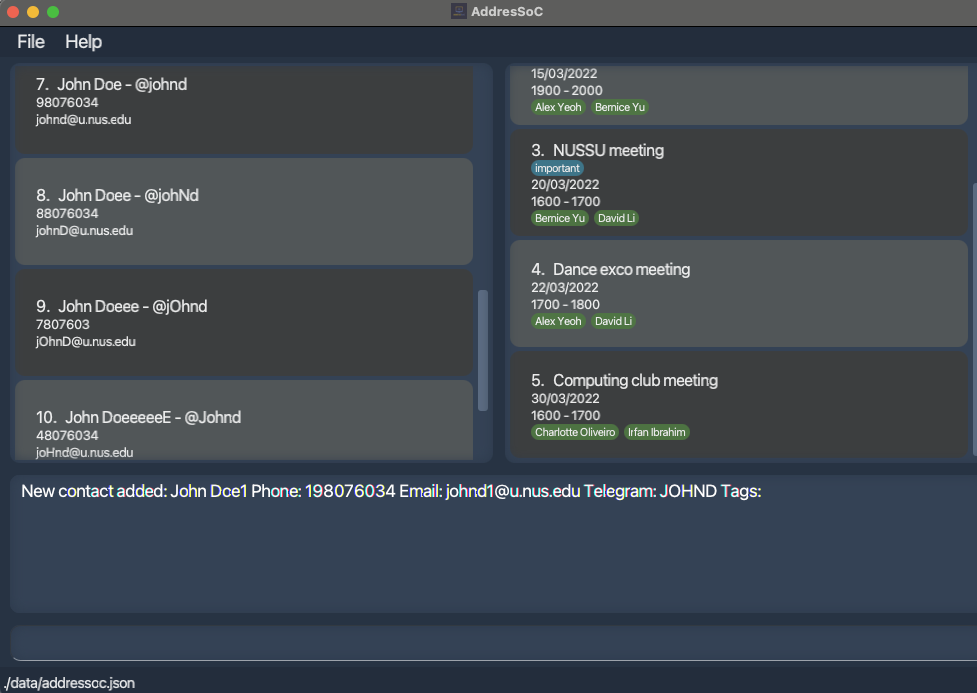 AddresSoC
File Help
7. John Doe - @johnd
98076034
johnd@u.nus.edu
8. John Doee - @johNd
88076034
johnD@u.nus.edu
9. John Doeee - @jOhnd
7807603
jOhnD@u.nus.edu
10. John DoeeeeeE - @Johnd
48076034
joHnd@u.nus.edu
15/03/2022
1900 - 2000
Alex Yeoh Bernice Yu
3. NUSSU meeting
important
20/03/2022
1600 - 1700
Bernice Yu David Li
4. Dance exco meeting
22/03/2022
1700 - 1800
Alex Yeoh David Li
5. Computing club meeting
30/03/2022
1600 - 1700
Charlotte Oliveiro Irfan Ibrahim
New contact added: John Dce1 Phone: 198076034 Email: johnd1@u.nus.edu Telegram: JOHND Tags:
./data/addressoc.json